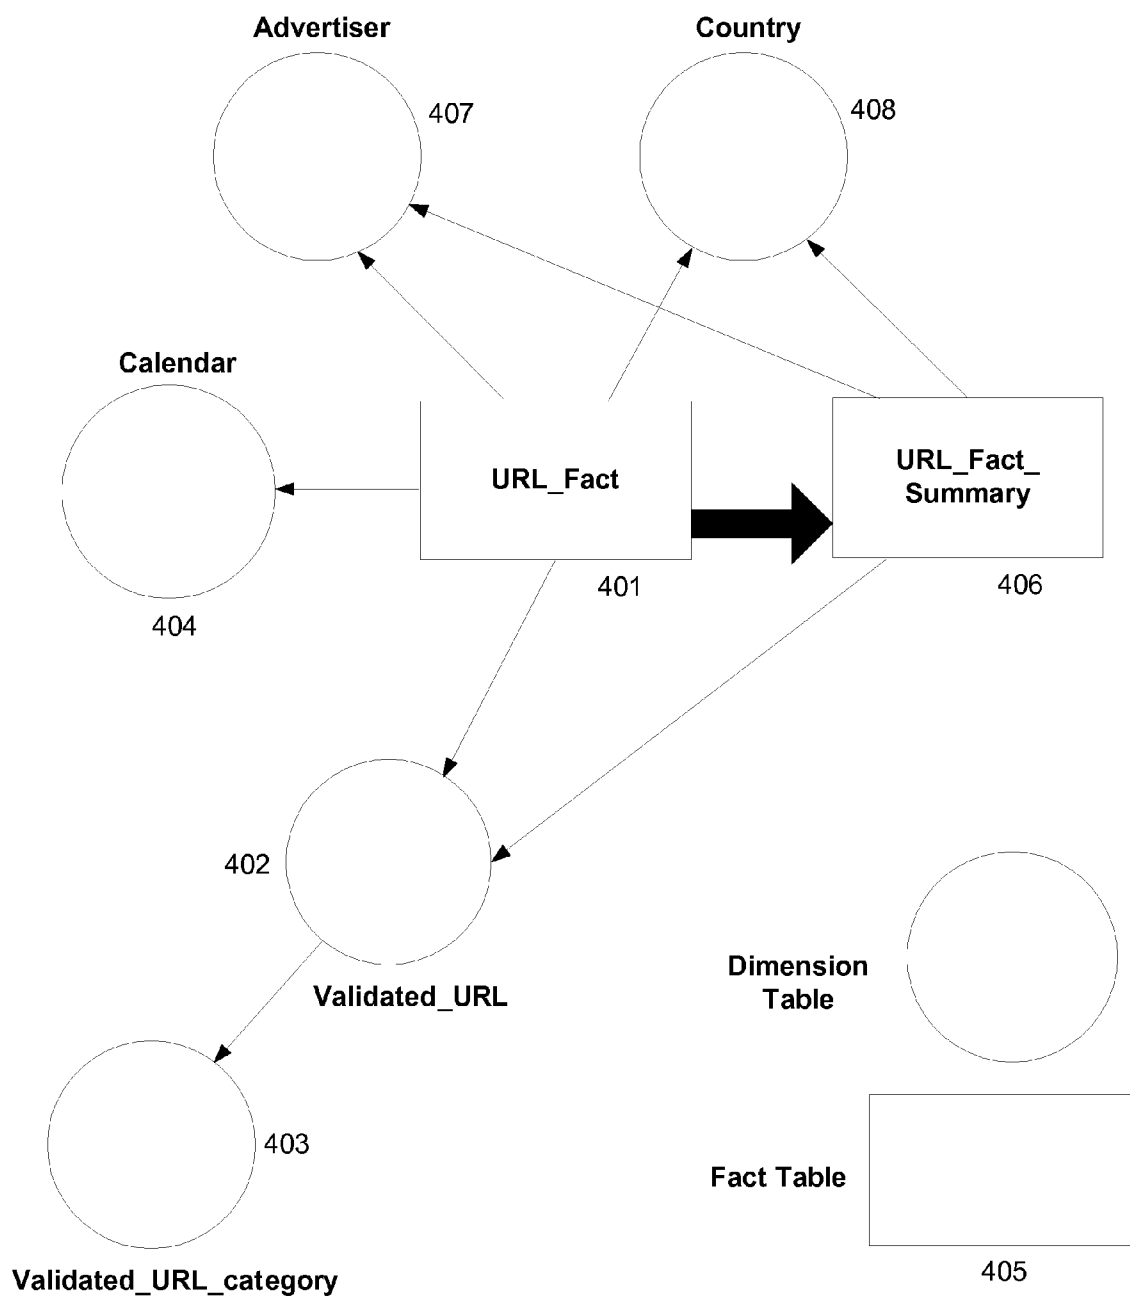 Advertiser
Country
407
408
Calendar
URL_Fact
URL_Fact_
Summary
401
406
404
402
Validated_URL
Dimension
Table
403
Fact Table
405
Validated_URL_category